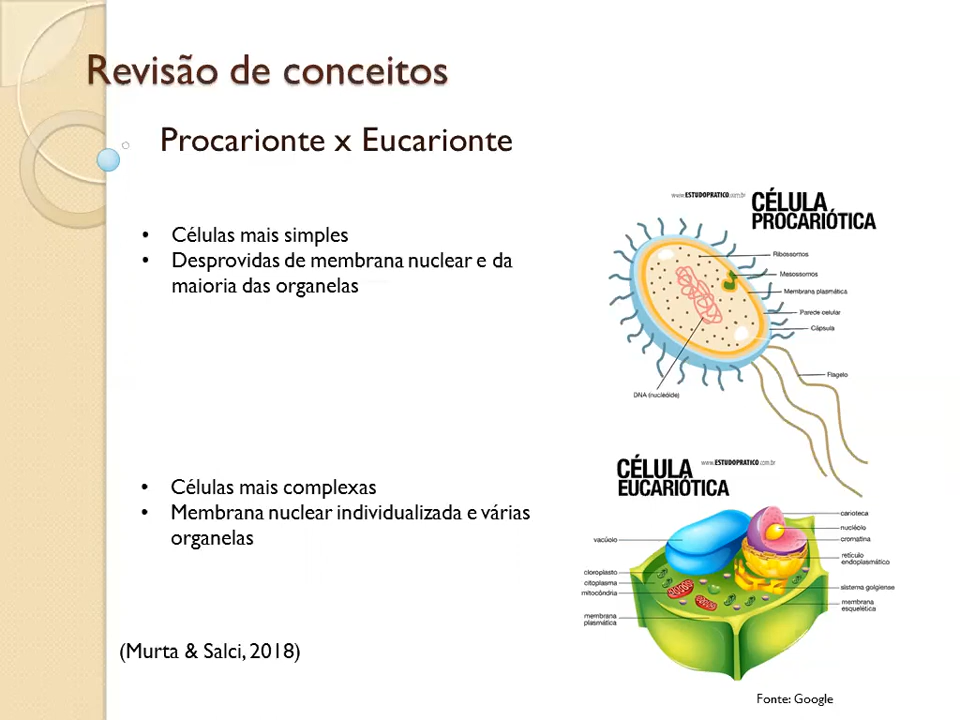 Revisão de conceitos
Procarionte x Eucarionte
• Células mais simples
• Desprovidas de membrana nuclear e da
maioria das organelas
www.ESTUDOPRATICO.com.br
CÉLULA
PROCARIÓTICA
Ribossomos
Mesossomos
Membrana plasmática
Parede celular
Cápsula
Flagelo
DNA (nucleóide)
• Células mais complexas
• Membrana nuclear individualizada e várias
organelas
CÉLULA
EUCARIÓTICA
www.ESTUDOPRATICO.com.br
carioteca
nucléolo
cromatina
retículo
endoplasmático
sistema golgiense
membrana
esquelética
vacúolo
cloroplasto
citoplasma
mitocôndria
membrana
plasmática
(Murta & Salci, 2018)
Fonte: Google